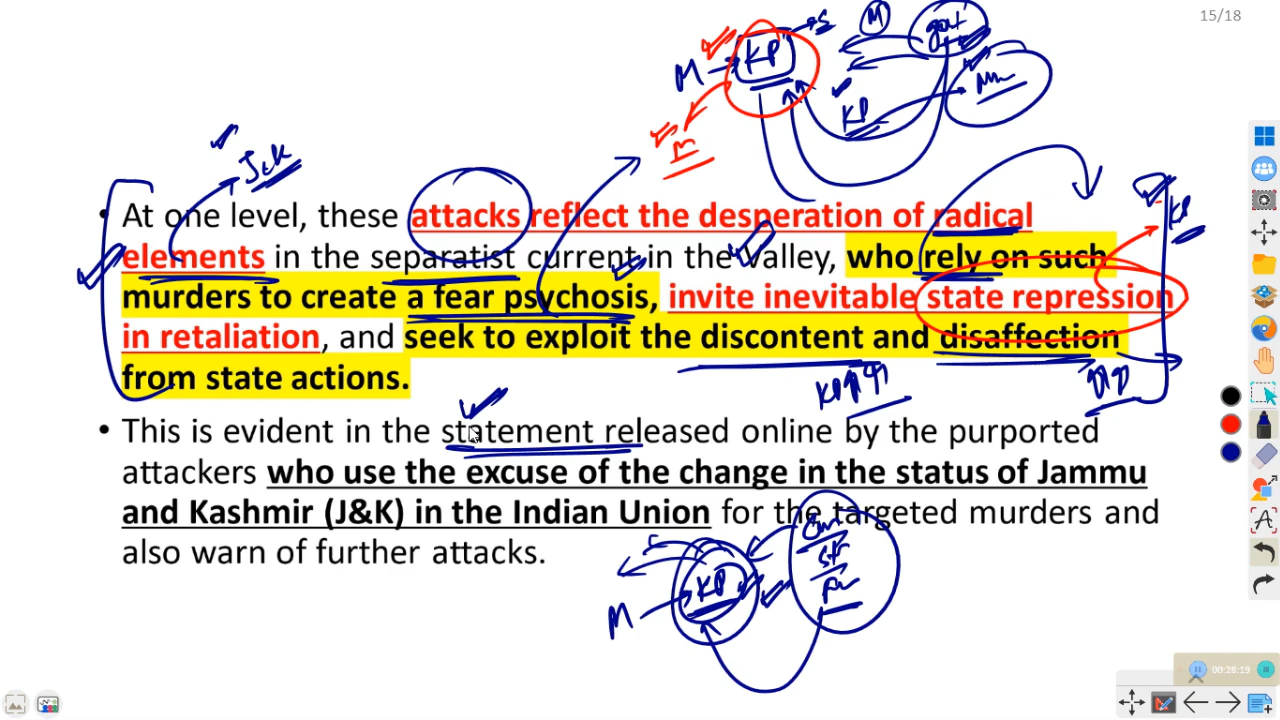 15/18
M KP S M govt
KP
m
J&K
KP
• At one level, these attacks reflect the desperation of radical
elements in the separatist current in the Valley, who rely on such
murders to create a fear psychosis, invite inevitable state repression
in retaliation, and seek to exploit the discontent and disaffection
from state actions.
• This is evident in the statement released online by the purported
attackers who use the excuse of the change in the status of Jammu
and Kashmir (J&K) in the Indian Union for the targeted murders and
also warn of further attacks.
M KP
00:28:19